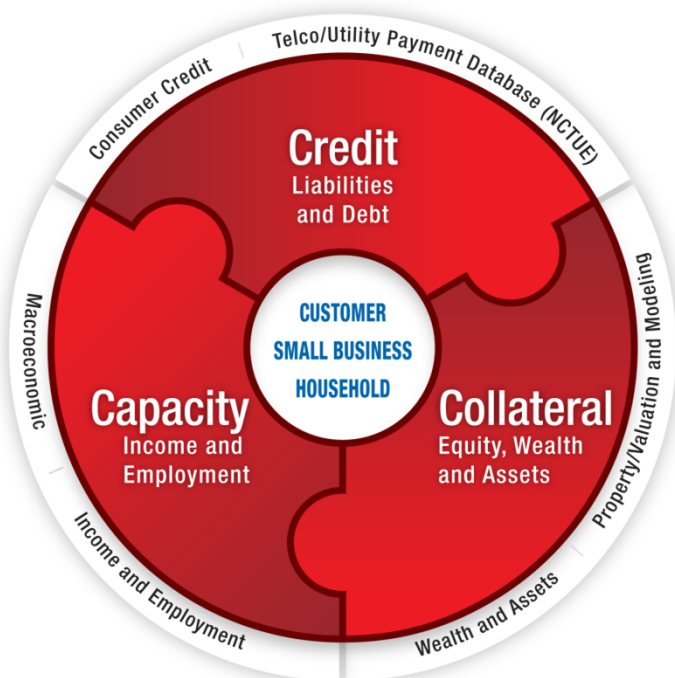 Consumer Credit
Telco/Utility Payment Database (NCTUE)
Credit
Liabilities
and Debt
CUSTOMER
SMALL BUSINESS
HOUSEHOLD
Capacity
Income and
Employment
Collateral
Equity, Wealth
and Assets
Macroeconomic
Property/Valuation and Modeling
Income and Employment
Wealth and Assets